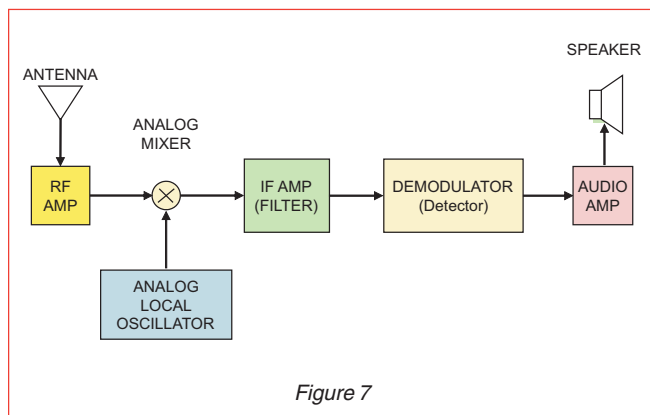 SPEAKER
ANTENNA
ANALOG
MIXER
RF
AMP
IF AMP
(FILTER)
DEMODULATOR
(Detector)
AUDIO
AMP
ANALOG
LOCAL
OSCILLATOR
Figure 7